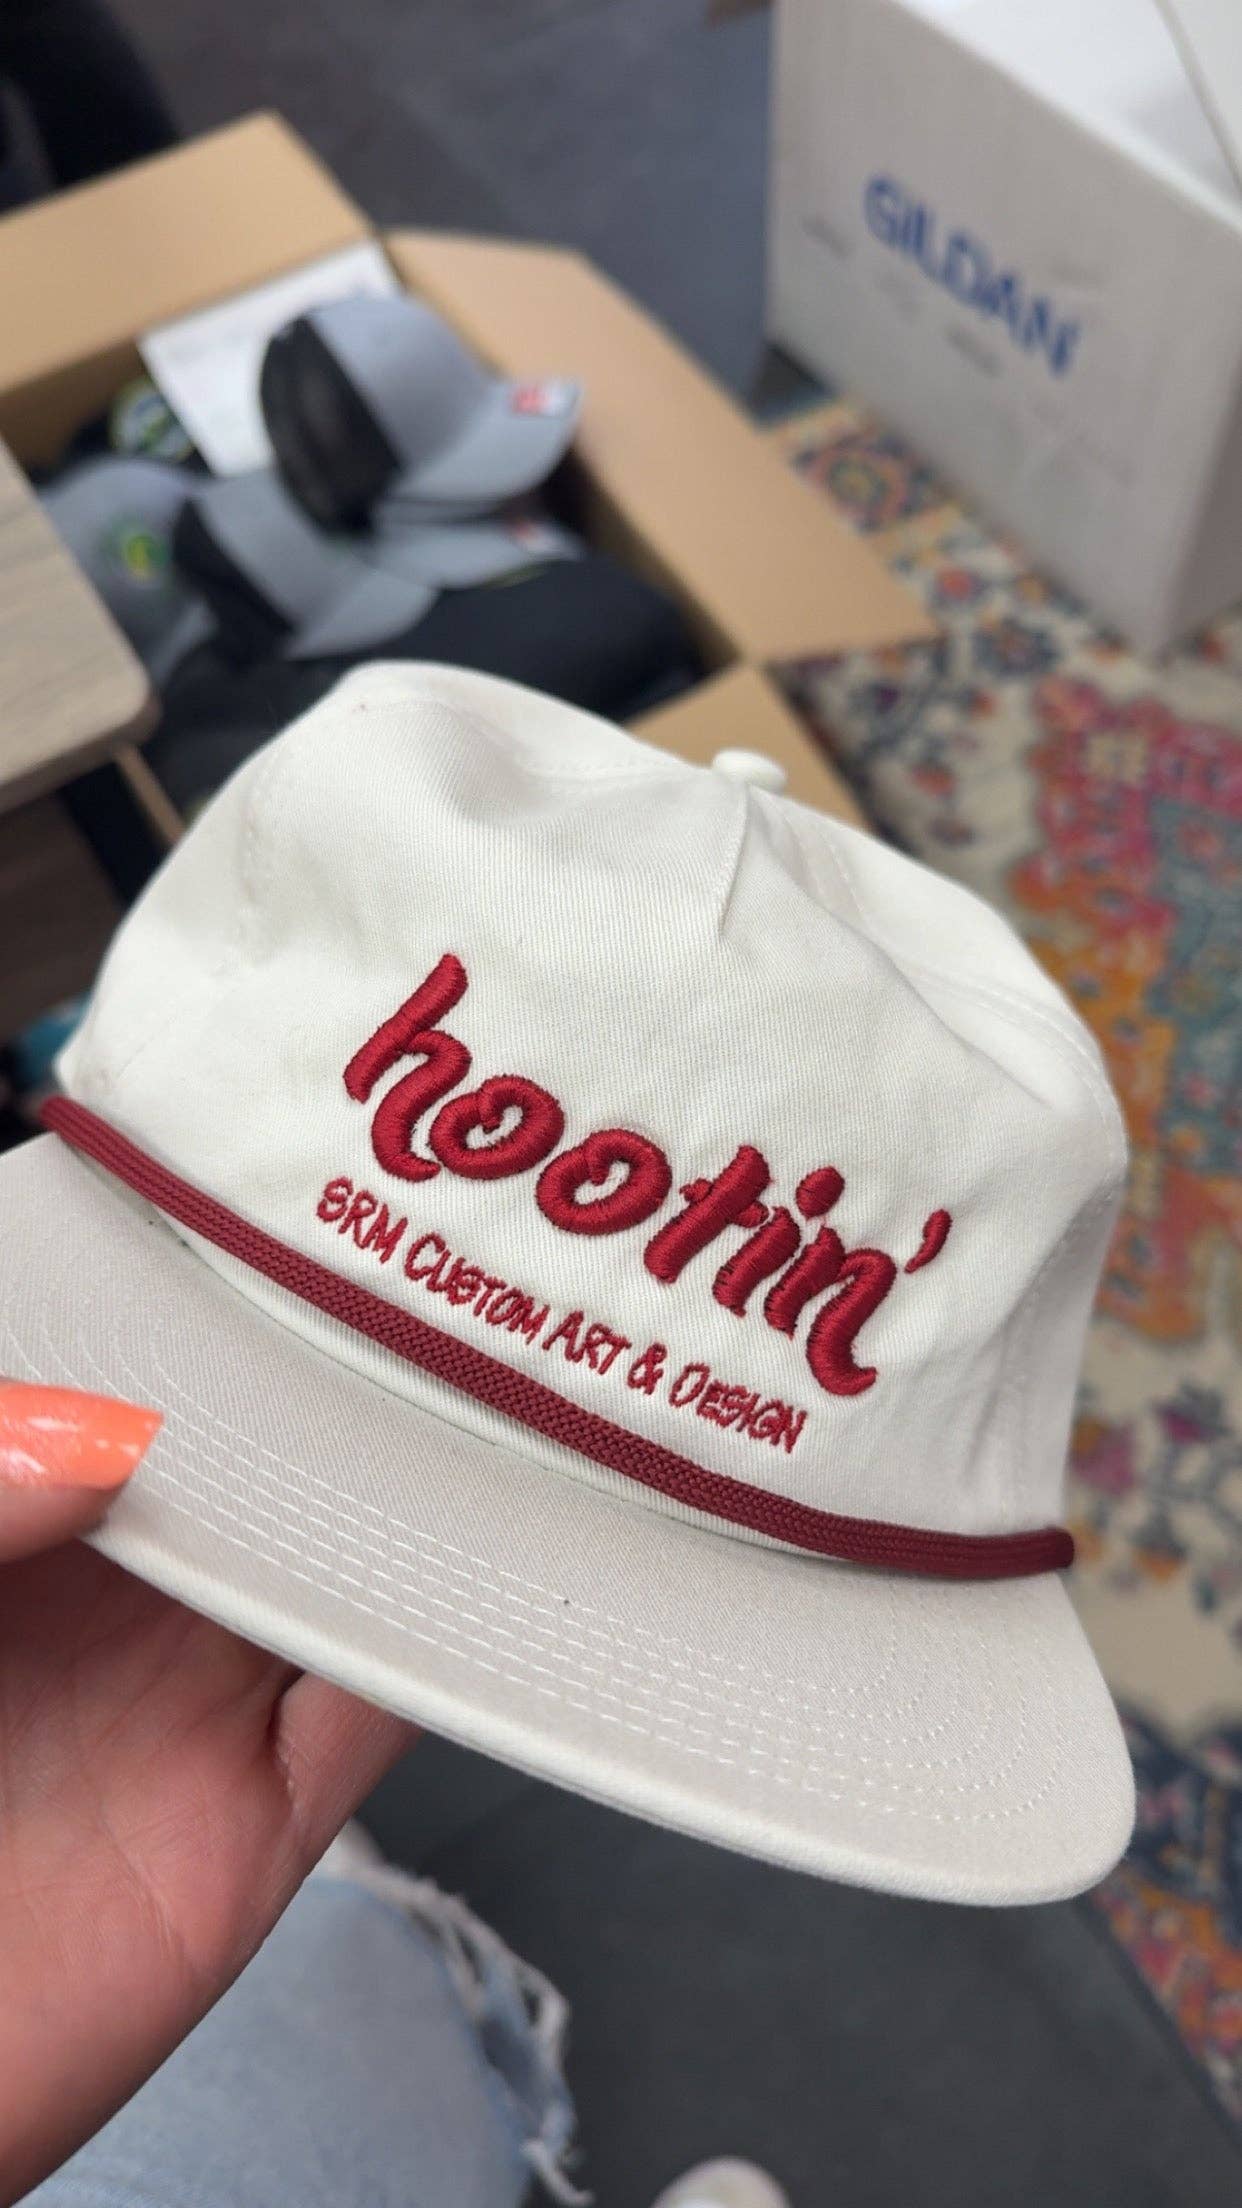 GILDAN
hootin'
SRM Custom Art & Design